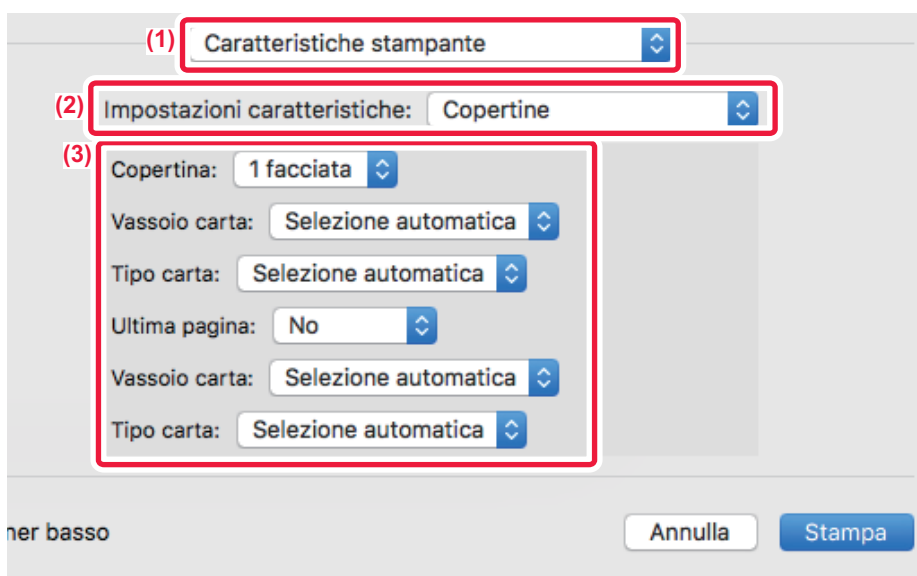 (1) Caratteristiche stampante
(2) Impostazioni caratteristiche: Copertine
(3) Copertina: 1 facciata
Vassoio carta: Selezione automatica
Tipo carta: Selezione automatica
Ultima pagina: No
Vassoio carta: Selezione automatica
Tipo carta: Selezione automatica
ner basso Annulla Stampa